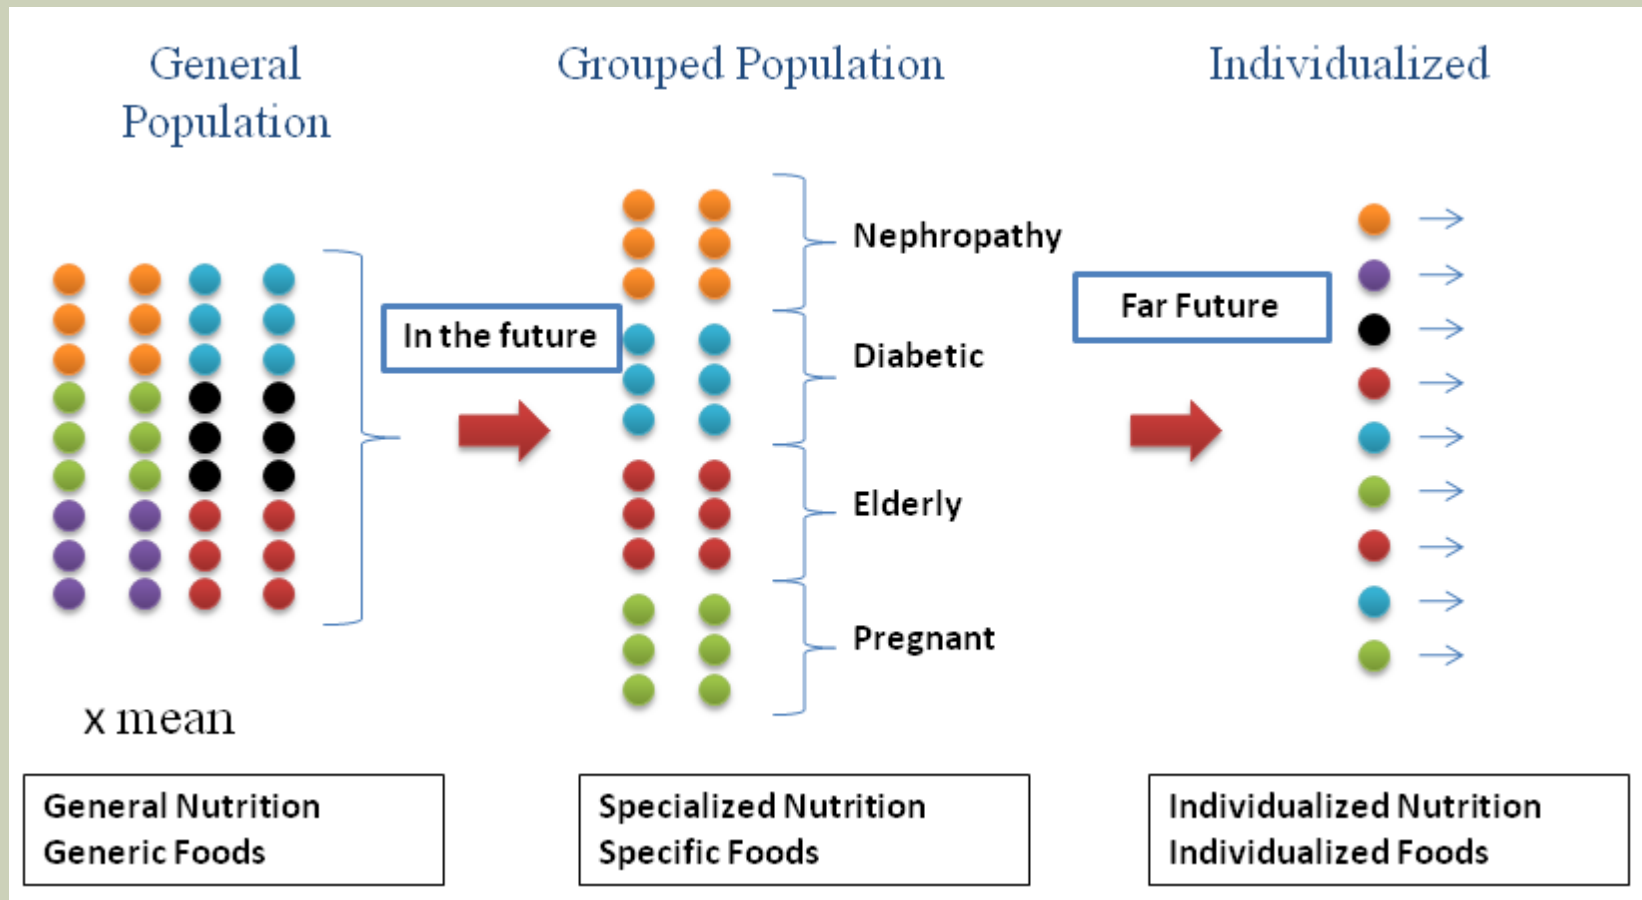 General
Population
Grouped Population
Individualized
In the future
Nephropathy
Diabetic
Elderly
Pregnant
Far Future
x mean
General Nutrition
Generic Foods
Specialized Nutrition
Specific Foods
Individualized Nutrition
Individualized Foods